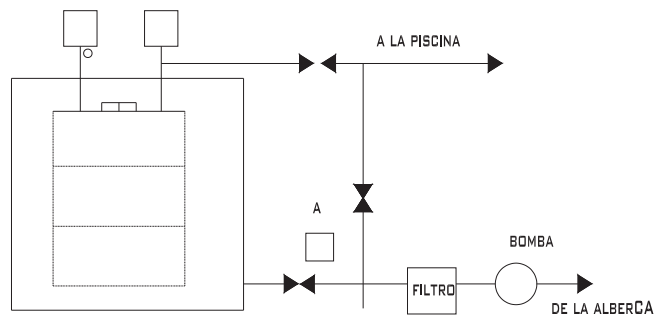 A LA PISCINA
A
BOMBA
FILTRO
DE LA ALBERCA